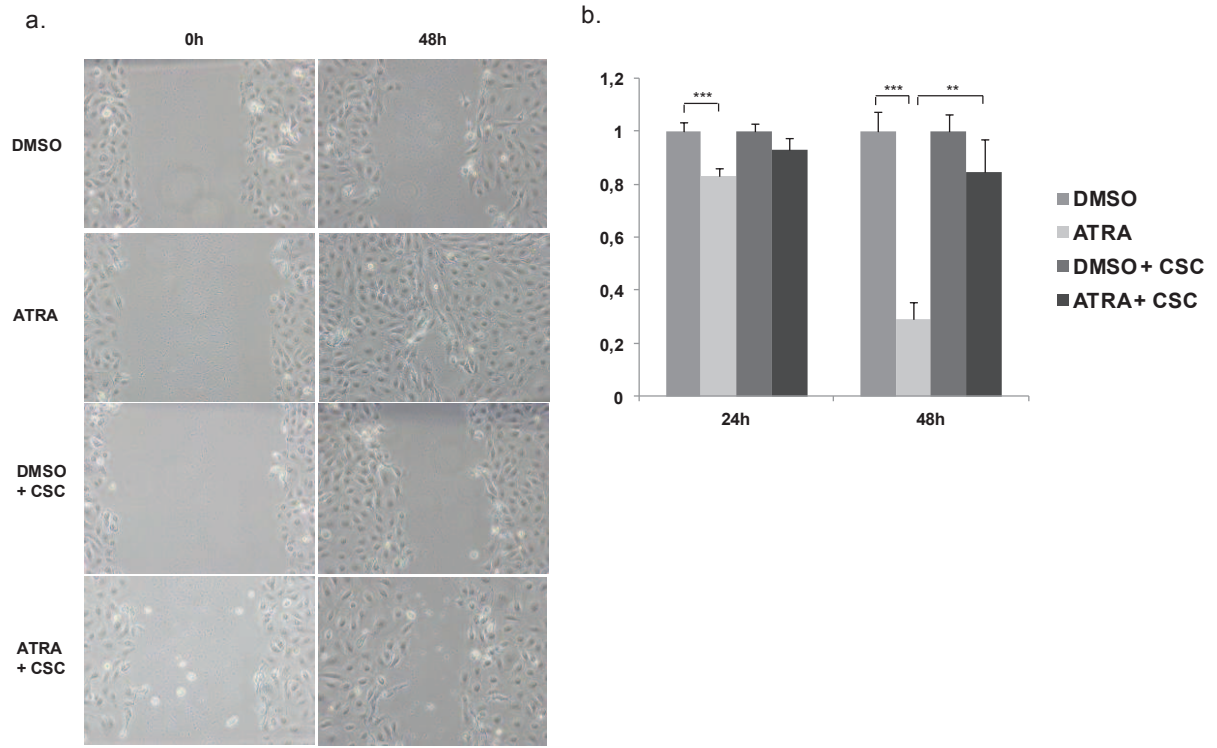 a.
0h
48h
DMSO
ATRA
DMSO
+ CSC
ATRA
+ CSC
b.
1,2
1
0,8
0,6
0,4
0,2
0
***
***
**
24h
48h
DMSO
ATRA
DMSO + CSC
ATRA + CSC